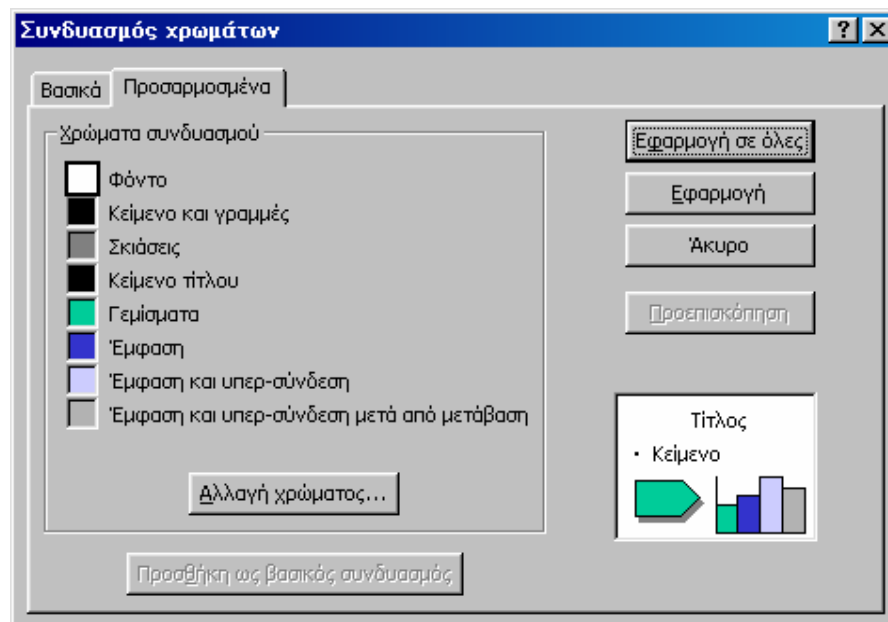 Συνδυασμός χρωμάτων
Βασικά
Προσαρμοσμένα
Χρώματα συνδυασμού
Φόντο
Κείμενο και γραμμές
Σκιάσεις
Κείμενο τίτλου
Γεμίσματα
Έμφαση
Έμφαση και υπερ-σύνδεση
Έμφαση και υπερ-σύνδεση μετά από μετάβαση
Αλλαγή χρώματος...
Προσθήκη ως βασικός συνδυασμός
Εφαρμογή σε όλες
Εφαρμογή
Άκυρο
Προεπισκόπηση
Τίτλος
• Κείμενο